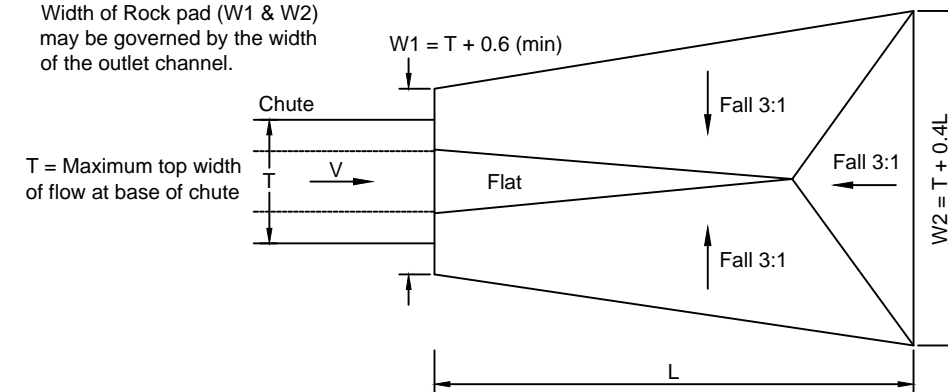 Width of Rock pad (W1 & W2)
may be governed by the width
of the outlet channel.
W1 = T + 0.6 (min)
Chute
Fall 3:1
T = Maximum top width
of flow at base of chute
T
V
Flat
Fall 3:1
W2 = T + 0.4L
Fall 3:1
L